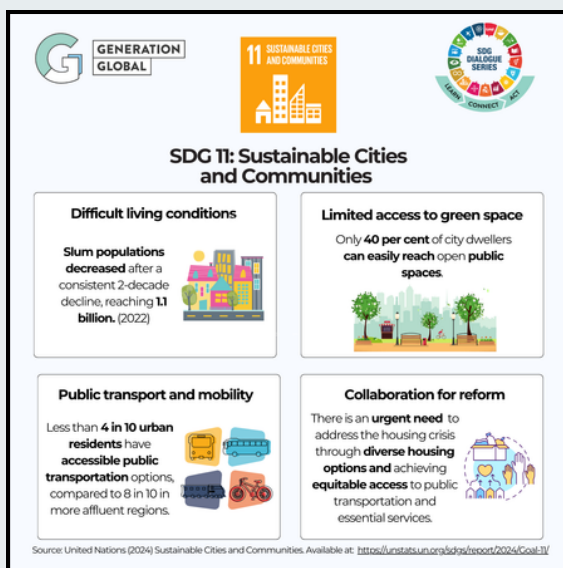 GENERATION
GLOBAL
11 SUSTAINABLE CITIES
AND COMMUNITIES
SDG
DIALOGUE
SERIES
LEARN CONNECT ACT
SDG 11: Sustainable Cities
and Communities
Difficult living conditions
Slum populations
decreased after a
consistent 2-decade
decline, reaching 1.1
billion. (2022)
Limited access to green space
Only 40 per cent of city dwellers
can easily reach open public
spaces.
Public transport and mobility
Less than 4 in 10 urban
residents have
accessible public
transportation options,
compared to 8 in 10 in
more affluent regions.
Collaboration for reform
There is an urgent need to
address the housing crisis
through diverse housing
options and achieving
equitable access to public
transportation and
essential services.
Source: United Nations (2024) Sustainable Cities and Communities. Available at: https://unstats.un.org/sdgs/report/2024/Goal-11/